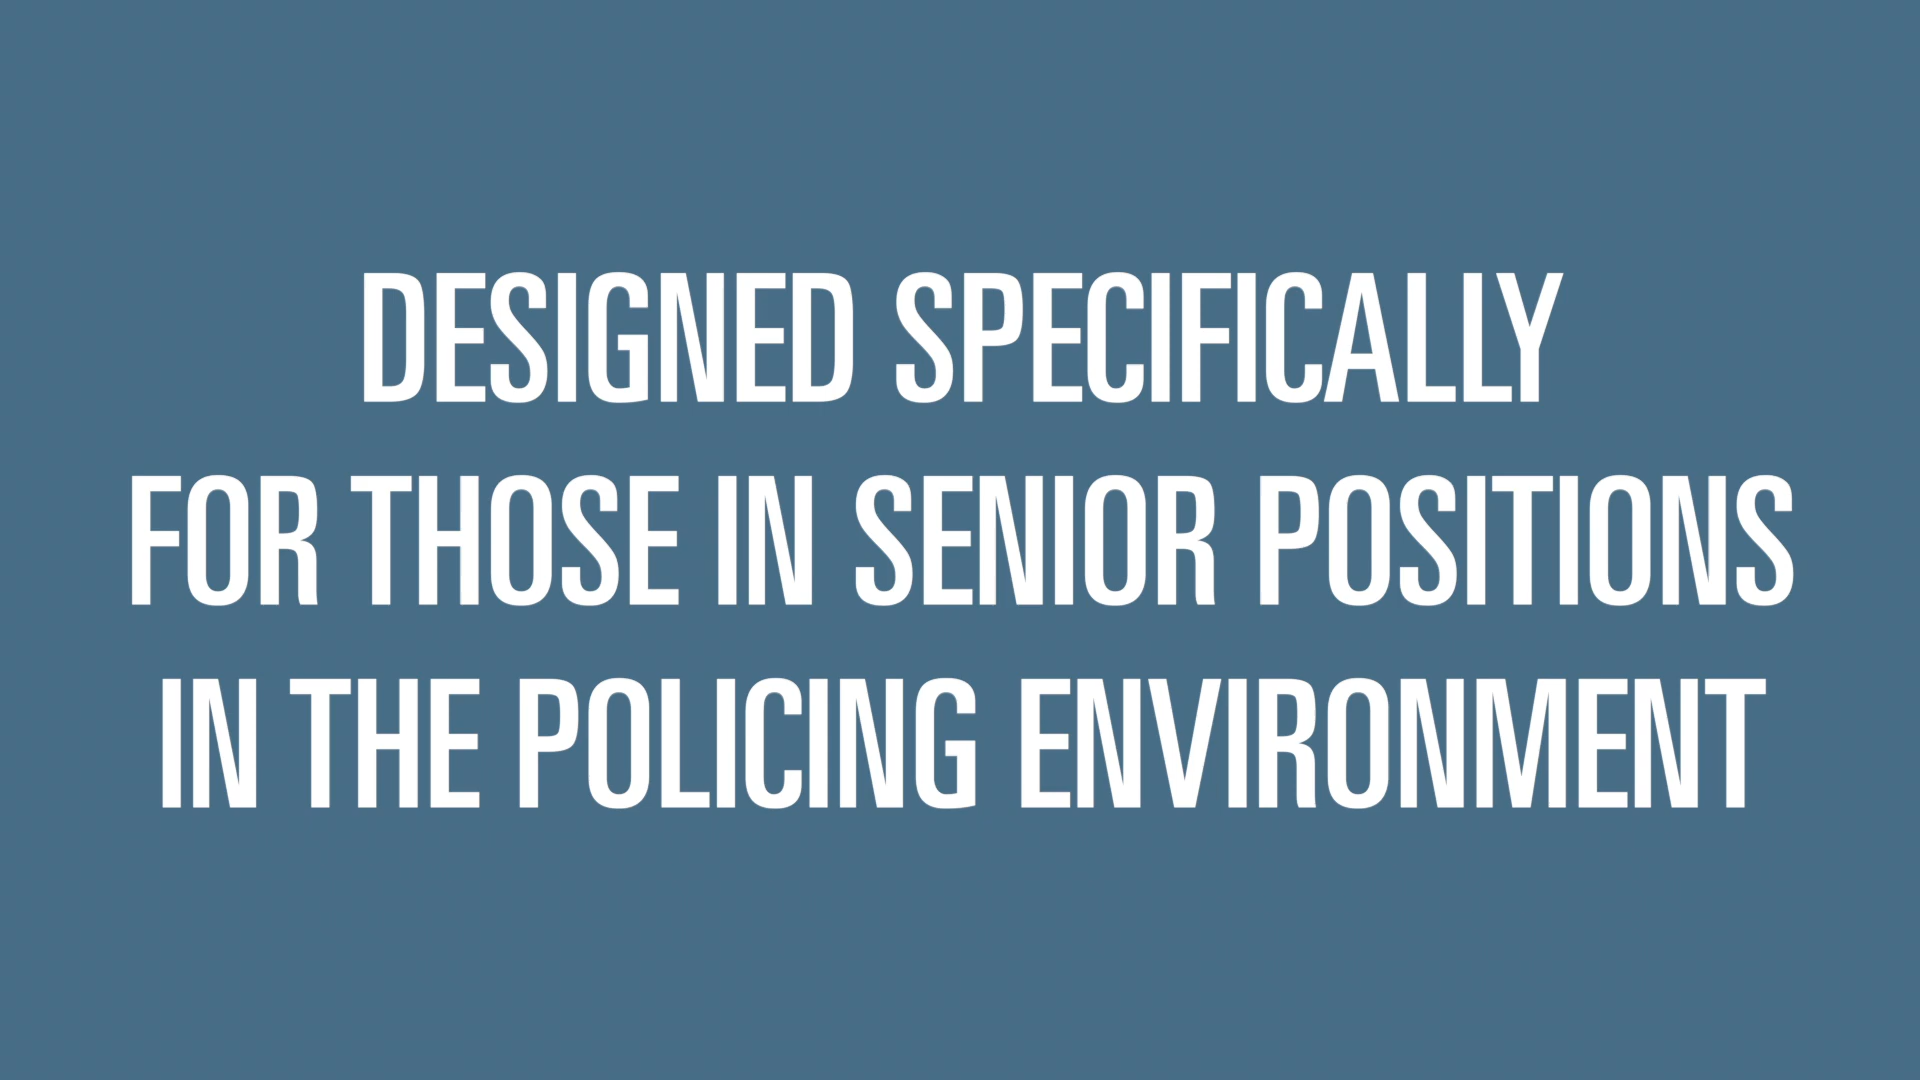 DESIGNED SPECIFICALLY
FOR THOSE IN SENIOR POSITIONS
IN THE POLICING ENVIRONMENT